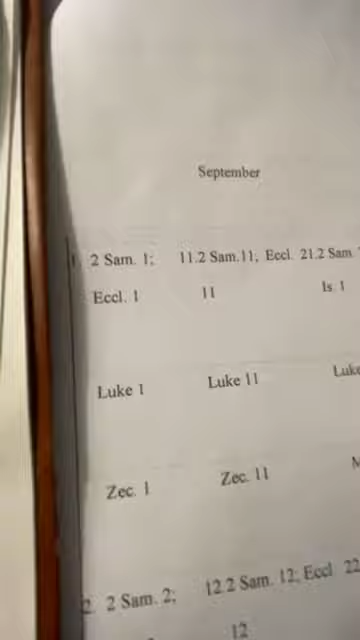 September
1. 2 Sam. 1; 11.2 Sam.11; Eccl. 21.2 Sam.
Eccl. 1 11 Is 1
Luke 1 Luke 11 Luke
Zec. 1 Zec. 11
2. 2 Sam. 2; 12.2 Sam. 12; Eccl 22
12